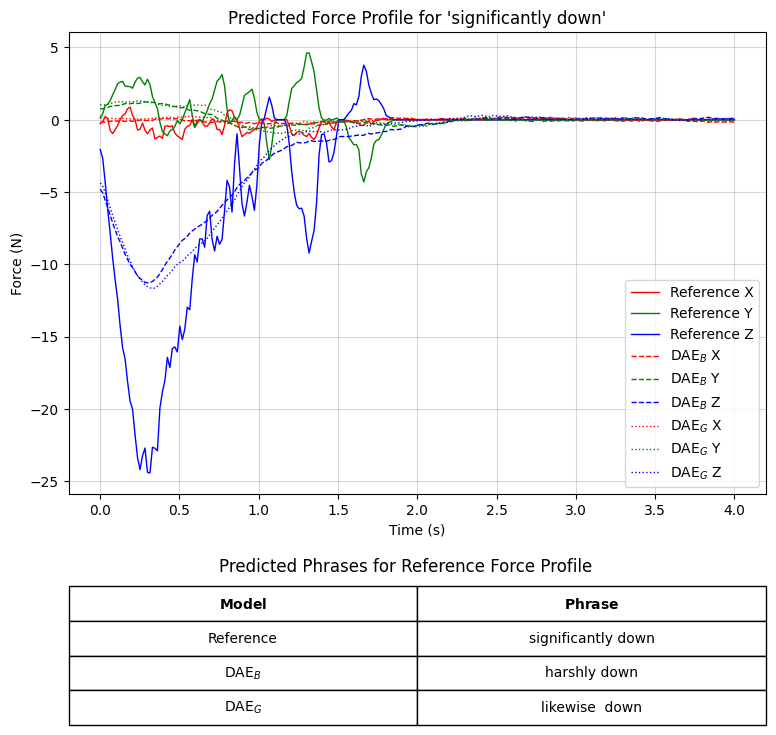 Predicted Force Profile for 'significantly down'
Force (N)
5
0
−5
−10
−15
−20
−25
Reference X
Reference Y
Reference Z
DAE_B X
DAE_B Y
DAE_B Z
DAE_G X
DAE_G Y
DAE_G Z
0.0 0.5 1.0 1.5 2.0 2.5 3.0 3.5 4.0
Time (s)
Predicted Phrases for Reference Force Profile
Model Phrase
Reference significantly down
DAE_B harshly down
DAE_G likewise  down